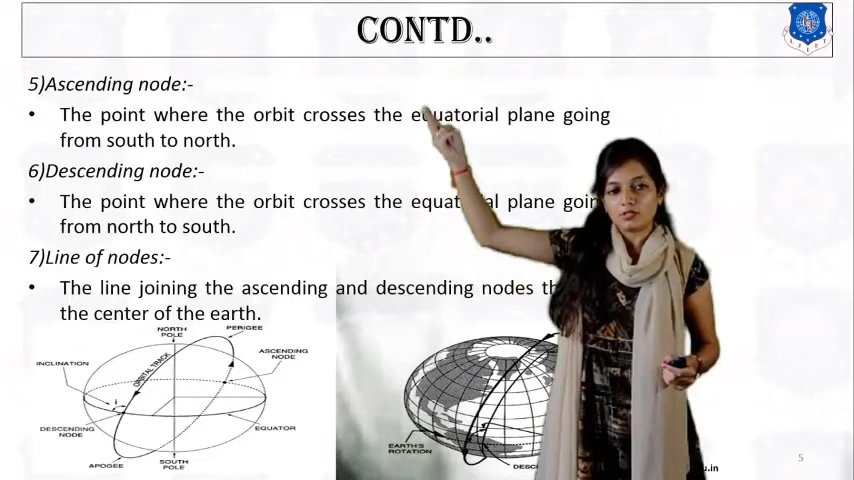 CONTD..
5)Ascending node:-
• The point where the orbit crosses the equatorial plane going
from south to north.
6)Descending node:-
• The point where the orbit crosses the equat al plane goin
from north to south.
7)Line of nodes:-
• The line joining the ascending and descending nodes th
the center of the earth.
NORTH
POLE
PERIGEE
ASCENDING
NODE
INCLINATION
ORBITAL TRACK
i
DESCENDING
NODE
EQUATOR
APOGEE
SOUTH
POLE
EARTH'S
ROTATION
DESC
u.in
5